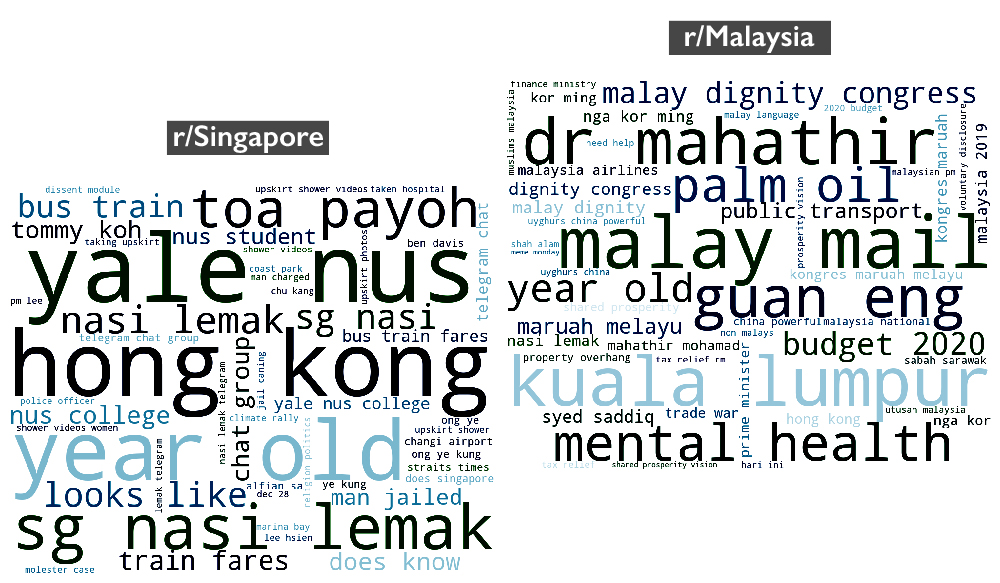 r/Malaysia
r/Singapore
dissent module
upskirt shower videos
taken hospital
bus train
toa payoh
tommy koh
taking upskirt
nus student
shower videos
upskirt photos
ben davis
telegram chat
yale nus
coast park
man charged
chu kang
pm lee
nasi lemak
sg nasi
telegram chat group
bus train fares
hong kong
nasi lemak telegram
chat group
jail caning
police officer
yale nus college
nus college
climate rally
ong ye
shower videos women
upskirt shower
changi airport
year old
lemak telegram
religion politics
ong ye kung
straits times
does singapore
looks like
alfian sa
dec 28
ye kung
man jailed
sg nasi lemak
marina bay
lee hsien
train fares
does know
molester case
finance ministry
muslims malaysia
kor ming
malay dignity congress
2020 budget
nga kor ming
malay language
dr mahathir
need help
kongres maruah
voluntary disclosure
malaysia 2019
malaysia airlines
malaysian pm
dignity congress
palm oil
malay dignity
public transport
prosperity vision
uyghurs china powerful
malay mail
shah alam
meme monday
uyghurs china
kongres maruah melayu
year old
guan eng
shared prosperity
maruah melayu
china powerful
malaysia national
ncm malays
nasi lemak
mahathir mohamad
budget 2020
property overhang
tax relief rm
prime minister
sabah sarawak
kuala lumpur
syed saddiq
trade war
hong kong
utusan malaysia
nga kor
mental health
tax relief
shared prosperity vision
hari ini